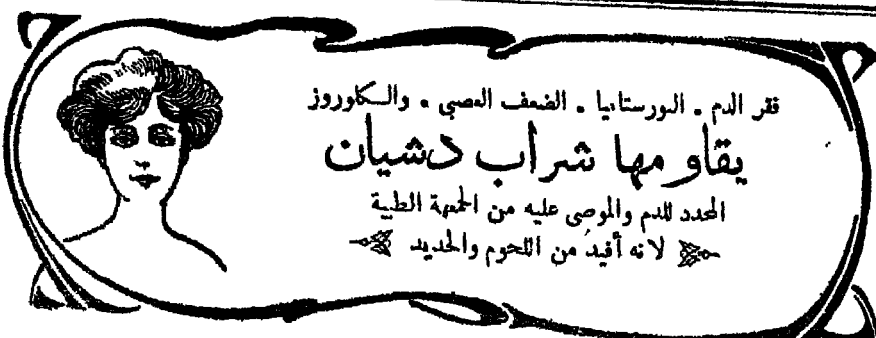 فقر الدم . النورستانيا . الضعف العصبي . والكلوروز
يقاومها شراب دشيان
المجدد للدم والموصى عليه من الجمعية الطبية
لانه أفيد من اللحوم والحديد